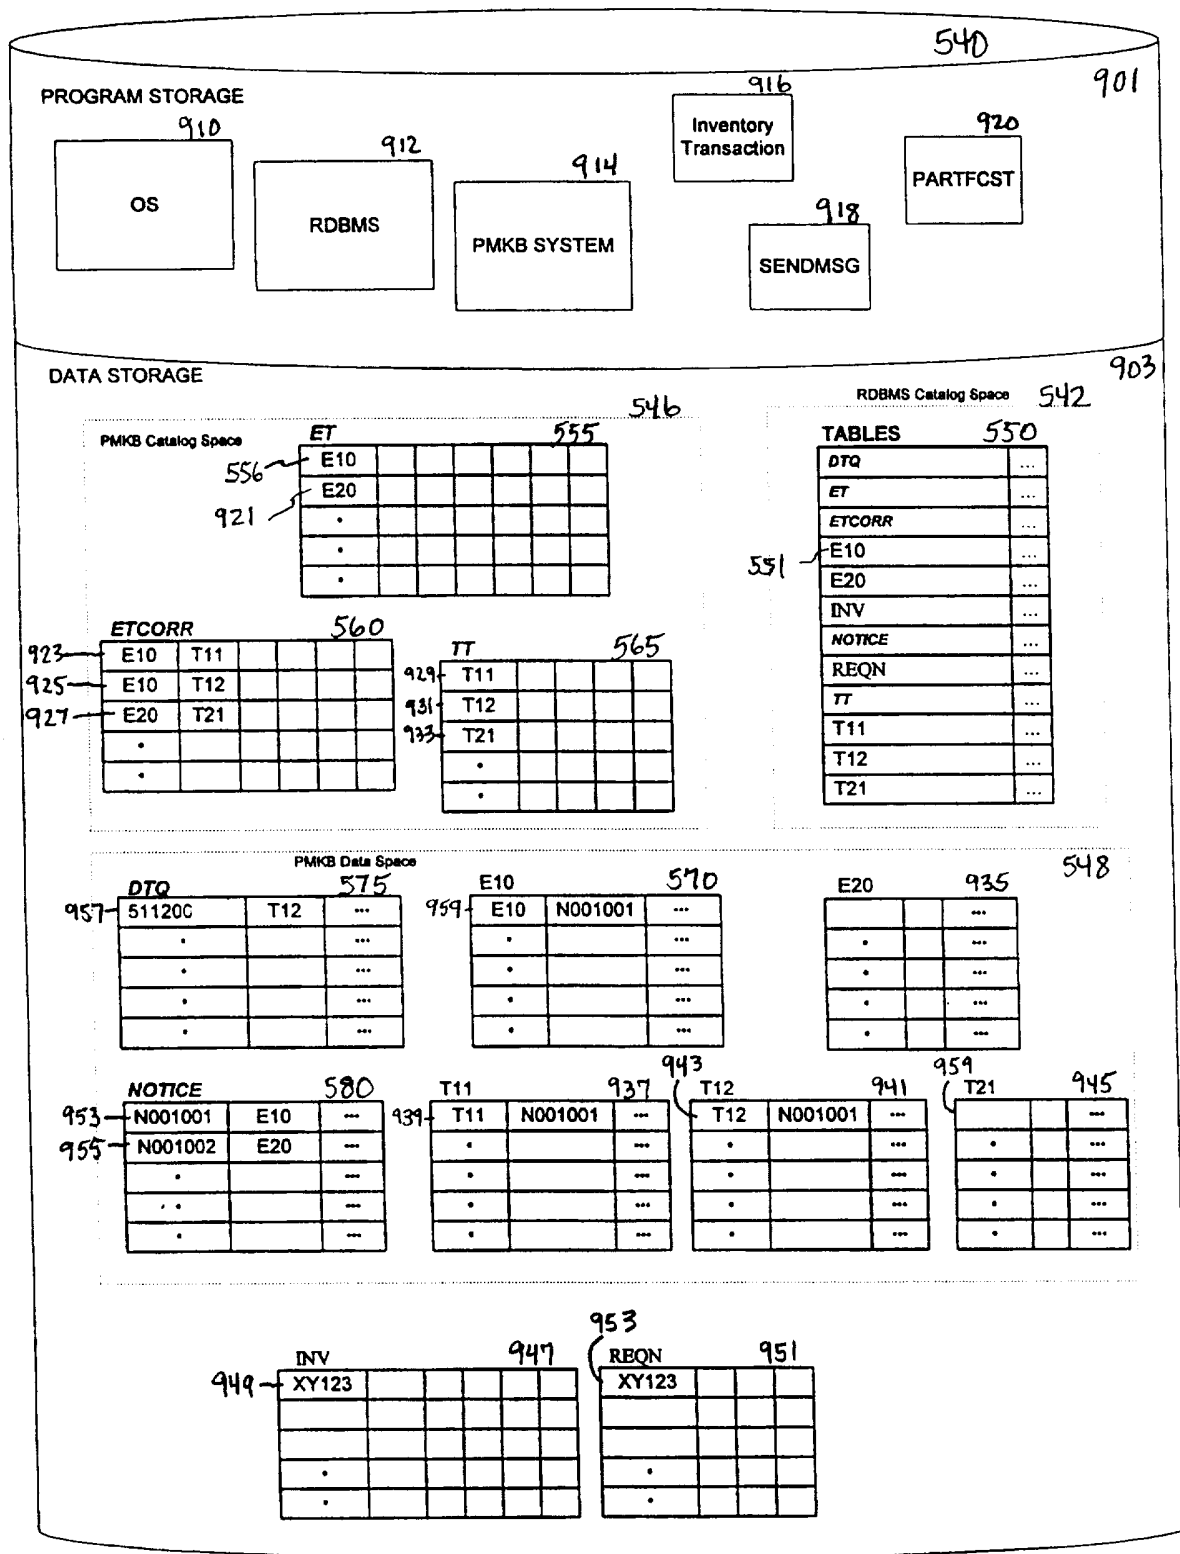 540
901
PROGRAM STORAGE
910
OS
912
RDBMS
914
PMKB SYSTEM
916
Inventory
Transaction
918
SENDMSG
920
PARTFCST
DATA STORAGE
903
546
PMKB Catalog Space
ET 555
556 E10
921 E20
ETCORR 560
923 E10 T11
925 E10 T12
927 E20 T21
TT 565
929 T11
931 T12
933 T21
RDBMS Catalog Space 542
TABLES 550
DTQ ...
ET ...
ETCORR ...
551 E10 ...
E20 ...
INV ...
NOTICE ...
REQN ...
TT ...
T11 ...
T12 ...
T21 ...
PMKB Data Space 548
DTQ 575
957 T12 ...
...
...
...
...
E10 570
959 E10 N001001 ...
...
...
...
...
E20 935
...
...
...
...
...
NOTICE 580
953 N001001 E10 ...
955 N001002 E20 ...
...
...
...
T11 937
939 T11 N001001 ...
...
...
...
...
943
T12 941
T12 N001001 ...
...
...
...
...
959
T21 945
...
...
...
...
...
INV 947
949 XY123
953
REQN 951
XY123